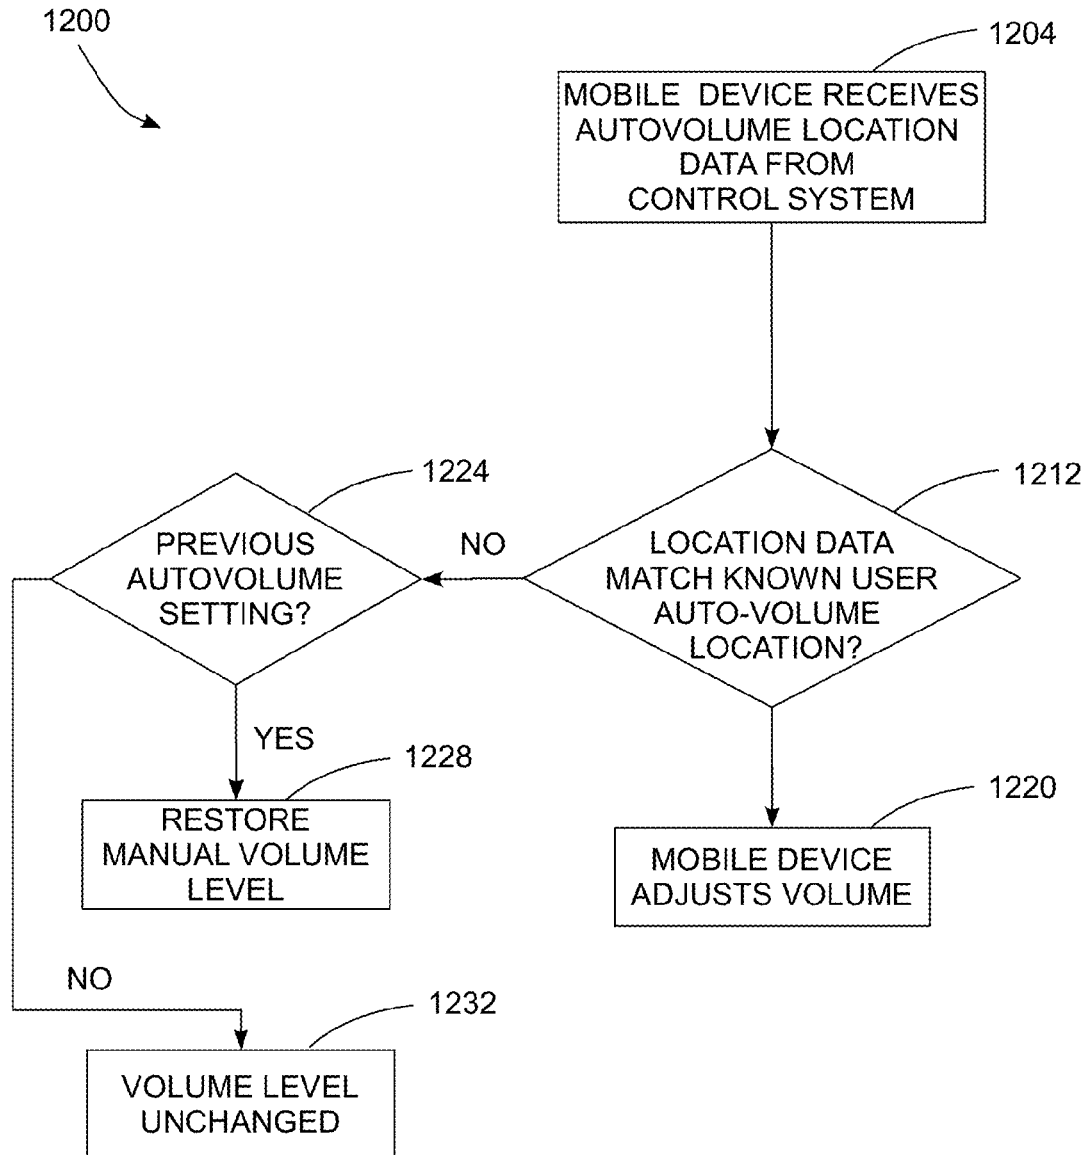 1200
1204
MOBILE DEVICE RECEIVES
AUTOVOLUME LOCATION
DATA FROM
CONTROL SYSTEM
1212
LOCATION DATA
MATCH KNOWN USER
AUTO-VOLUME
LOCATION?
NO
1224
PREVIOUS
AUTOVOLUME
SETTING?
YES
1228
RESTORE
MANUAL VOLUME
LEVEL
1220
MOBILE DEVICE
ADJUSTS VOLUME
NO
1232
VOLUME LEVEL
UNCHANGED